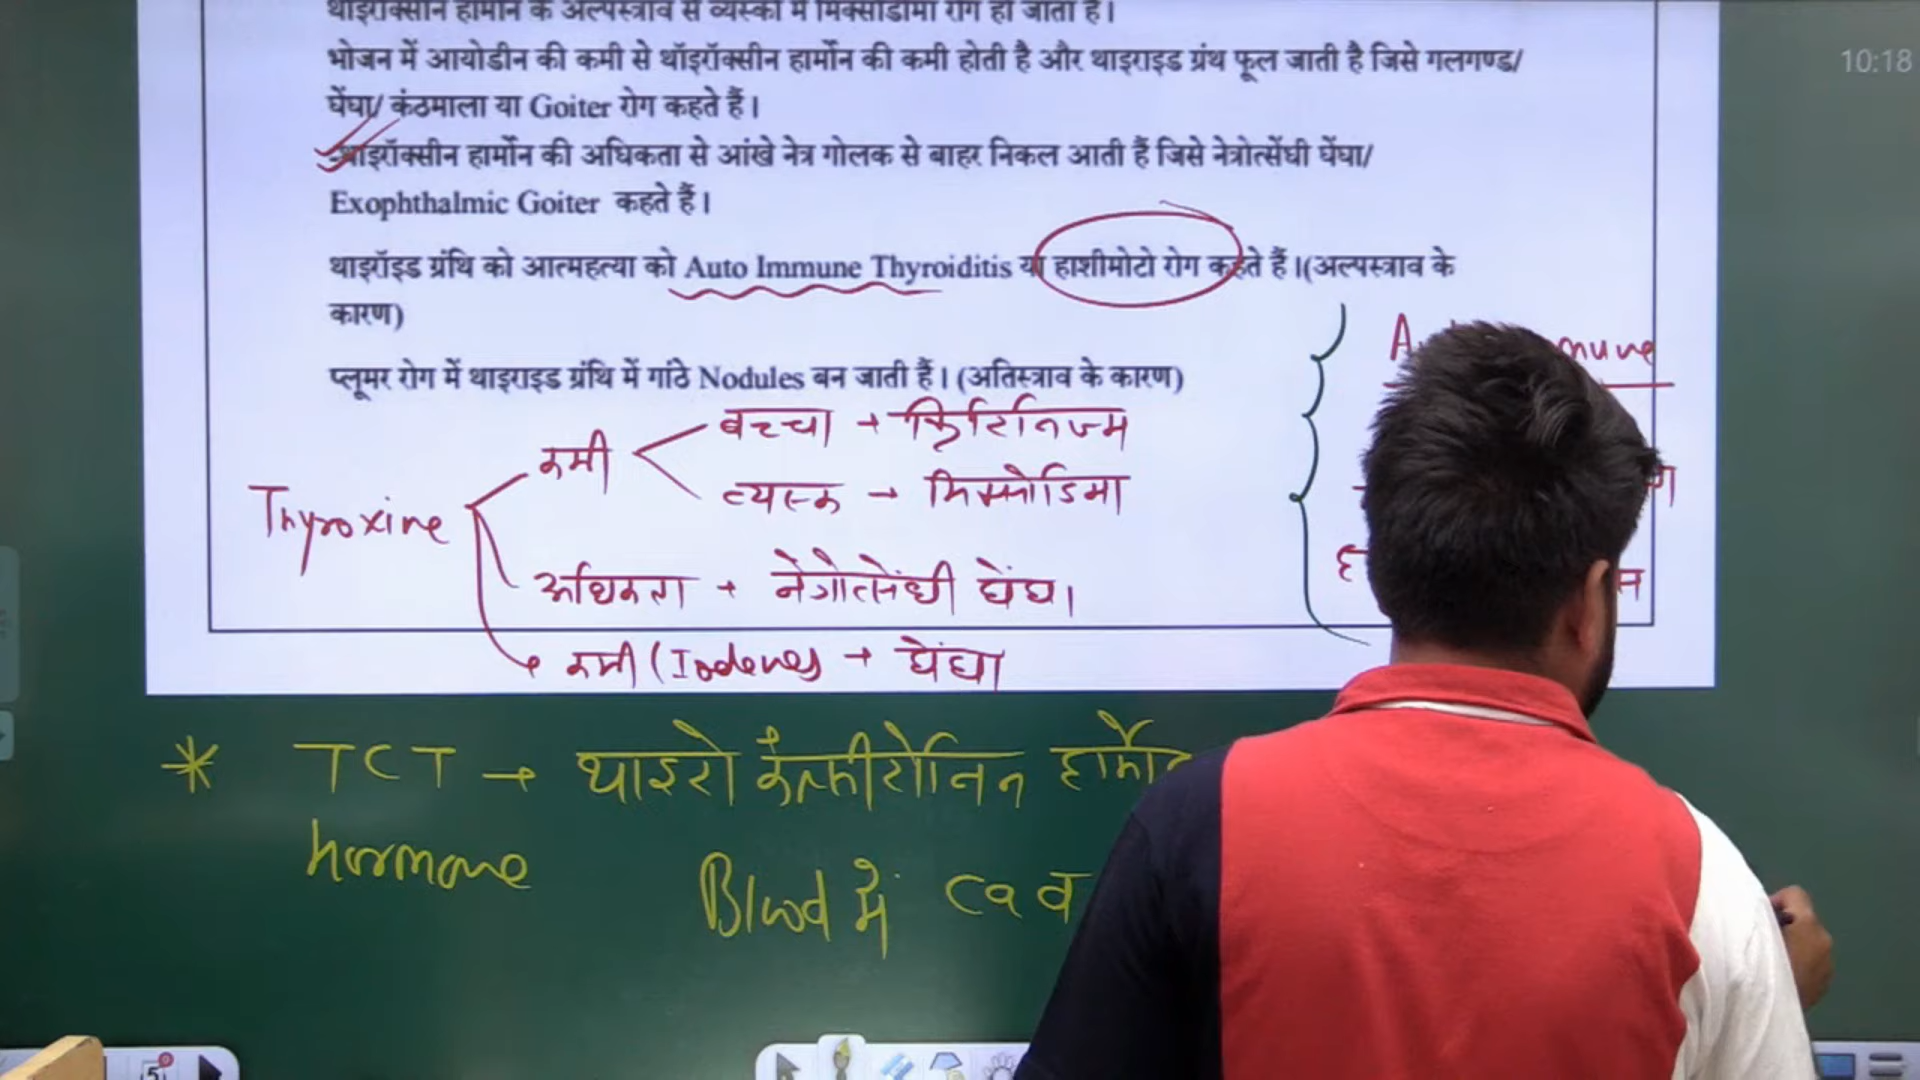 थाइरॉक्सीन हार्मोन के अल्पस्त्राव से व्यस्कों में मिक्सीडीमा रोग हो जाता है।
10:18
भोजन में आयोडीन की कमी से थॉइरॉक्सीन हार्मोन की कमी होती है और थाइराइड ग्रंथ फूल जाती है जिसे गलगण्ड/
घेंघा/ कंठमाला या Goiter रोग कहते हैं।
-थाइरॉक्सीन हार्मोन की अधिकता से आंखे नेत्र गोलक से बाहर निकल आती हैं जिसे नेत्रोत्सेंघी घेंघा/
Exophthalmic Goiter कहते हैं।
थाइरॉइड ग्रंथि को आत्महत्या को Auto Immune Thyroiditis या हाशीमोटो रोग कहते हैं।(अल्पस्त्राव के
कारण)
प्लूमर रोग में थाइराइड ग्रंथि में गांठे Nodules बन जाती हैं। (अतिस्त्राव के कारण)
बच्चा → क्रिटिनिज्म
कमी
व्यस्क →
Thyroxine
अधिकता →
घेंघा
कमी
→ घेंघा
* TCT → थाइरो
hormone
Blood में Ca व